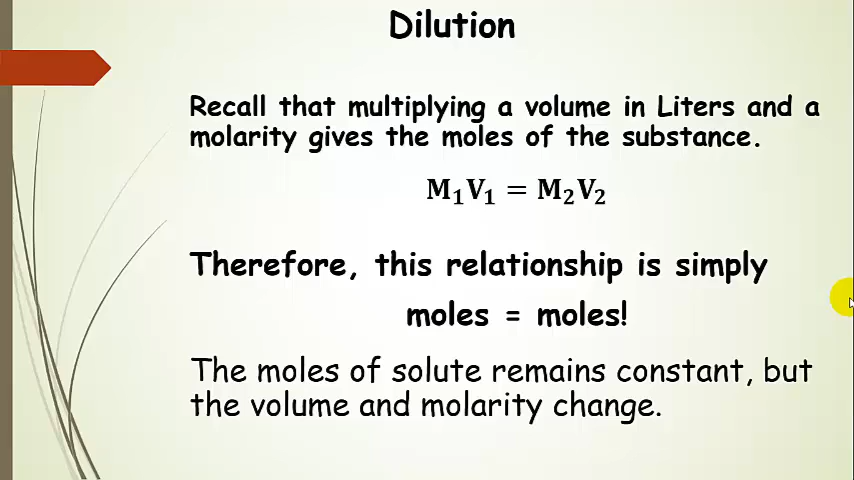 Dilution
Recall that multiplying a volume in Liters and a
molarity gives the moles of the substance.
M₁V₁ = M₂V₂
Therefore, this relationship is simply
moles = moles!
The moles of solute remains constant, but
the volume and molarity change.